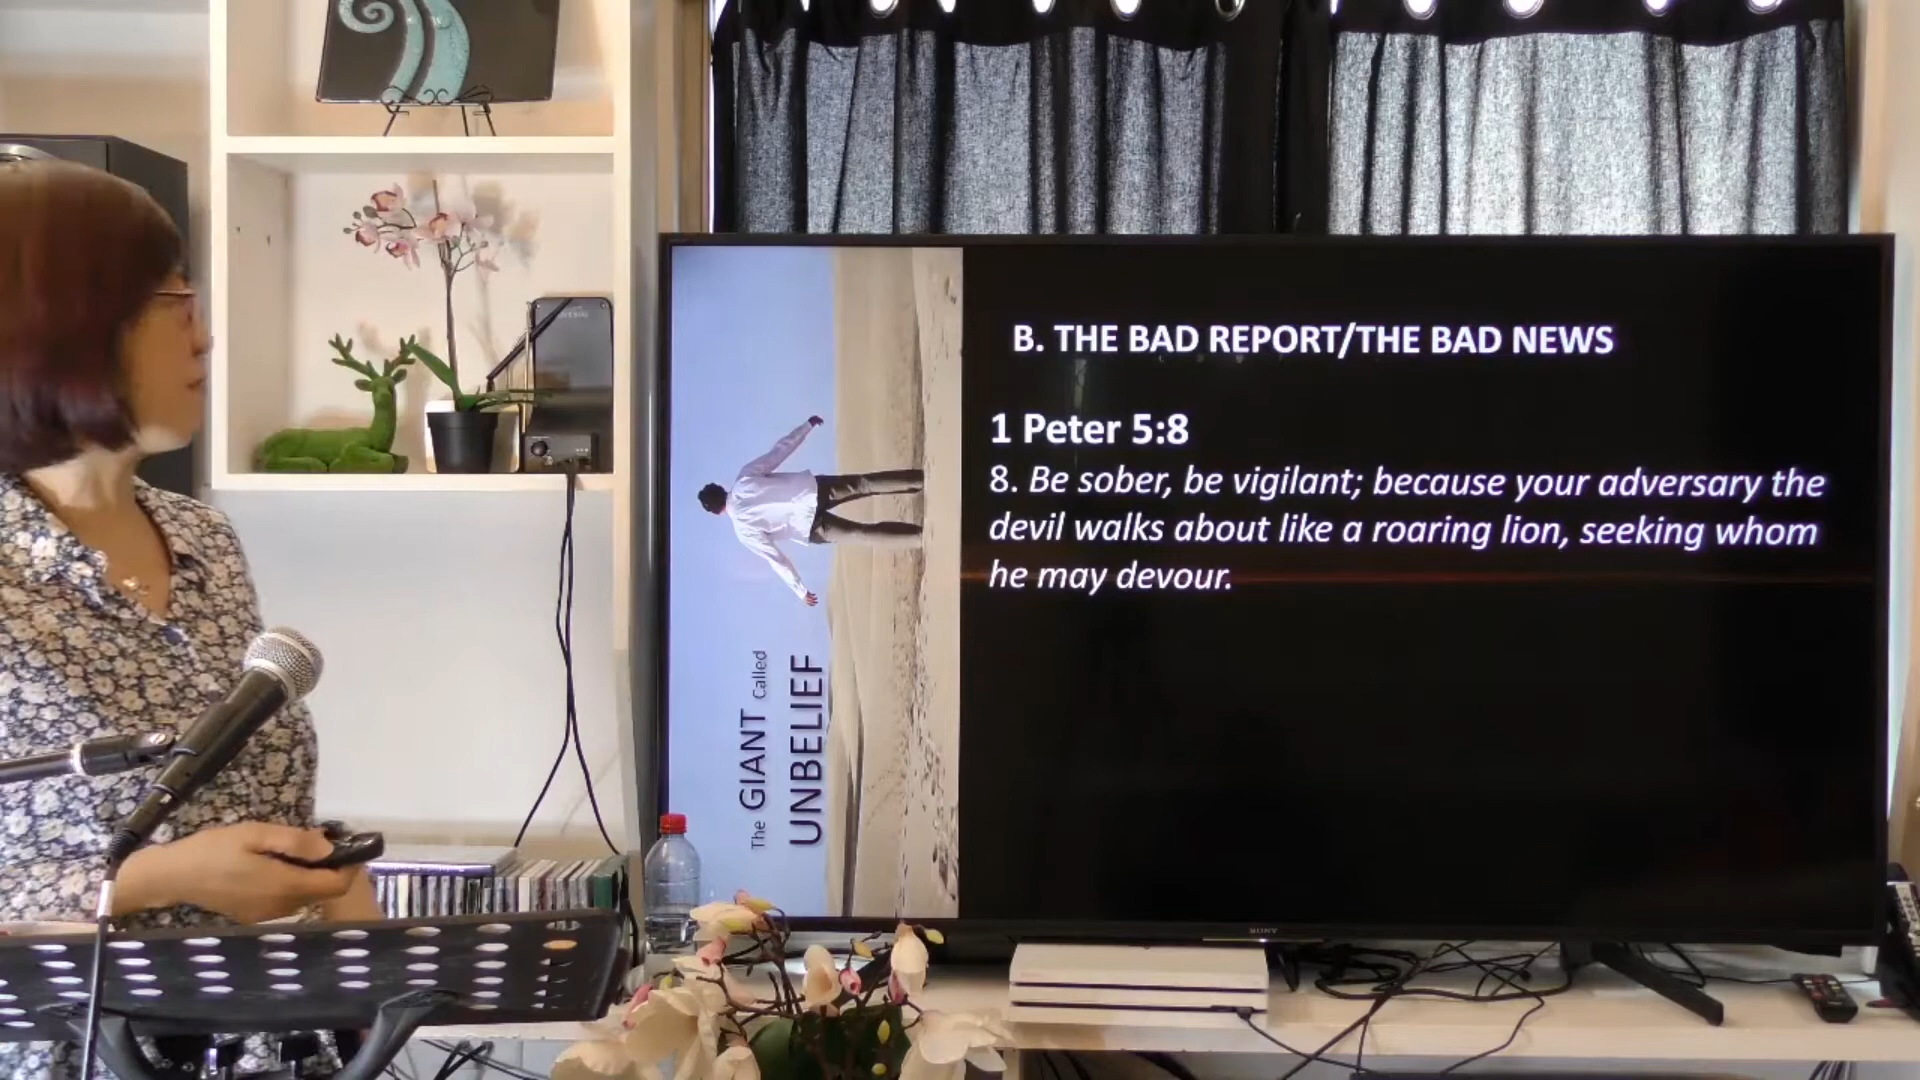 B. THE BAD REPORT/THE BAD NEWS
1 Peter 5:8
8. Be sober, be vigilant; because your adversary the
devil walks about like a roaring lion, seeking whom
he may devour.
The GIANT Called
UNBELIEF
SONY